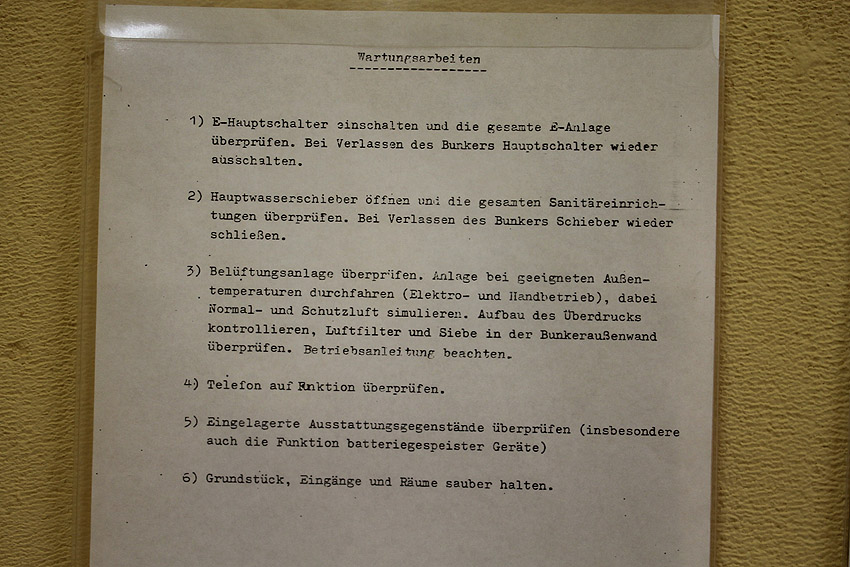 Wartungsarbeiten
1) E-Hauptschalter einschalten und die gesamte E-Anlage
überprüfen. Bei Verlassen des Bunkers Hauptschalter wieder
ausschalten.
2) Hauptwasserschieber öffnen und die gesamten Sanitäreinrich-
tungen überprüfen. Bei Verlassen des Bunkers Schieber wieder
schließen.
3) Belüftungsanlage überprüfen. Anlage bei geeigneten Außen-
temperaturen durchfahren (Elektro- und Handbetrieb), dabei
Normal- und Schutzluft simulieren. Aufbau des Überdrucks
kontrollieren, Luftfilter und Siebe in der Bunkeraußenwand
überprüfen. Betriebsanleitung beachten.
4) Telefon auf Fnktion überprüfen.
5) Eingelagerte Ausstattungsgegenstände überprüfen (insbesondere
auch die Funktion batteriegespeister Geräte)
6) Grundstück, Eingänge und Räume sauber halten.